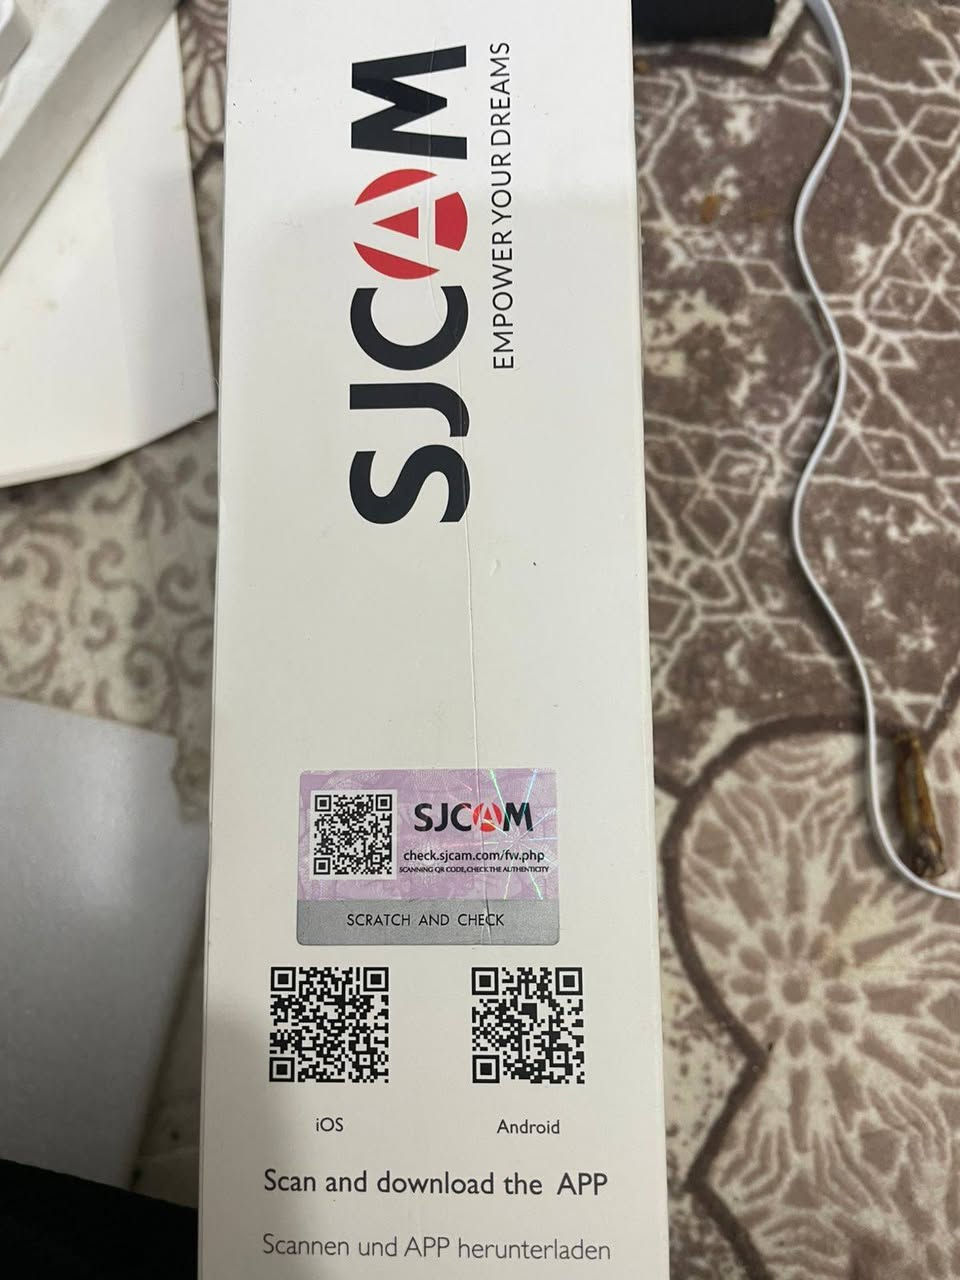 SJCAM
EMPOWER YOUR DREAMS
SJCAM
check.sjcam.com/fw.php
SCANNING QR CODE,CHECK THE AUTHENTICITY
SCRATCH AND CHECK
iOS
Android
Scan and download the APP
Scannen und APP herunterladen